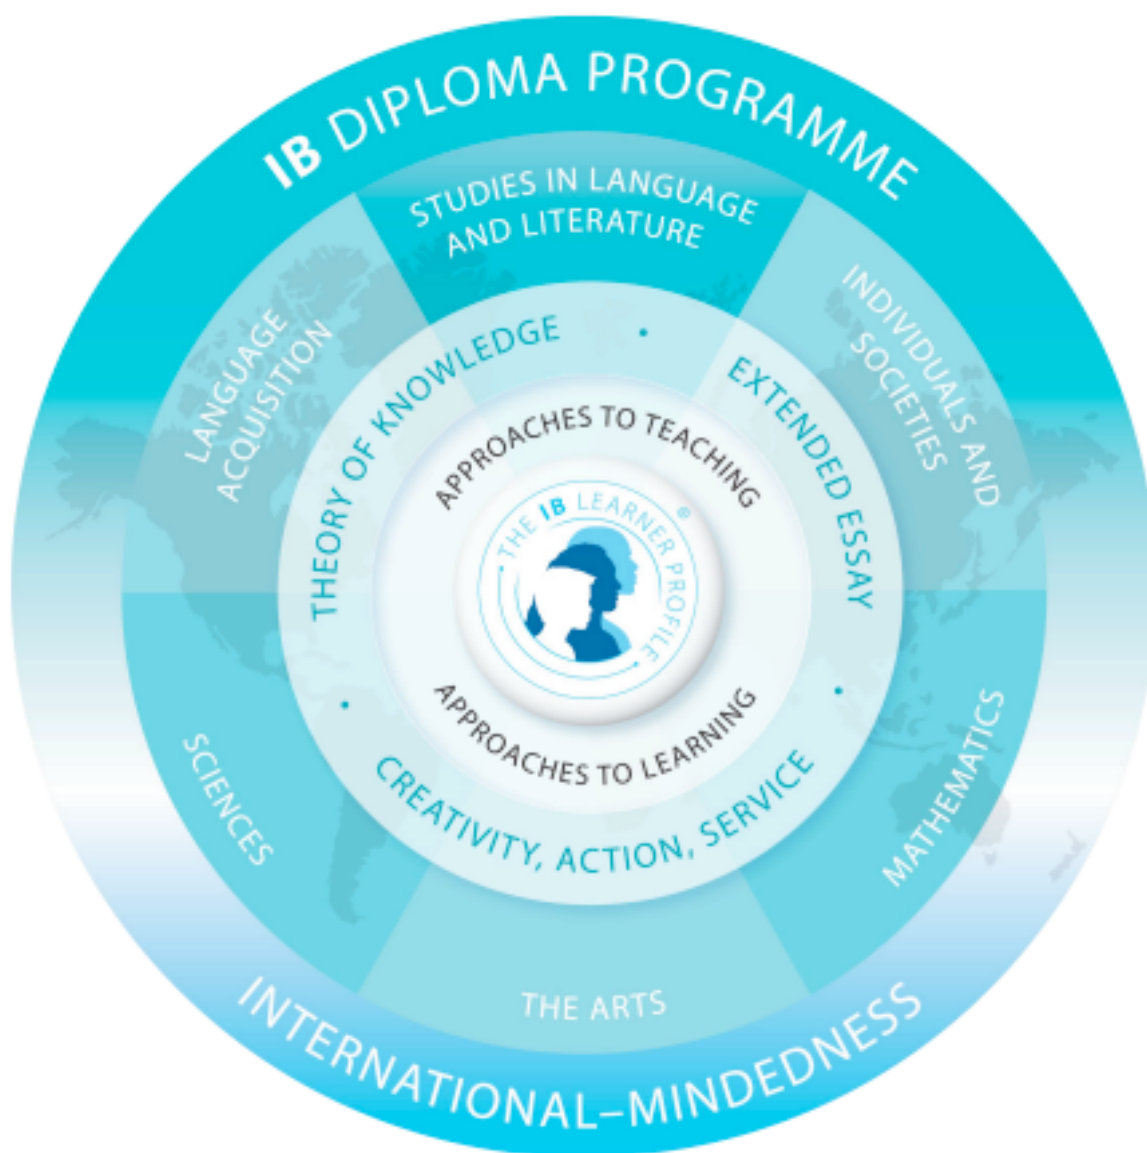 IB DIPLOMA PROGRAMME
STUDIES IN LANGUAGE
AND LITERATURE
LANGUAGE
ACQUISITION
INDIVIDUALS AND
SOCIETIES
THEORY OF KNOWLEDGE
•
EXTENDED ESSAY
APPROACHES TO TEACHING
• THE IB LEARNER PROFILE • ®
APPROACHES TO LEARNING
• CREATIVITY, ACTION, SERVICE •
SCIENCES
MATHEMATICS
THE ARTS
INTERNATIONAL–MINDEDNESS